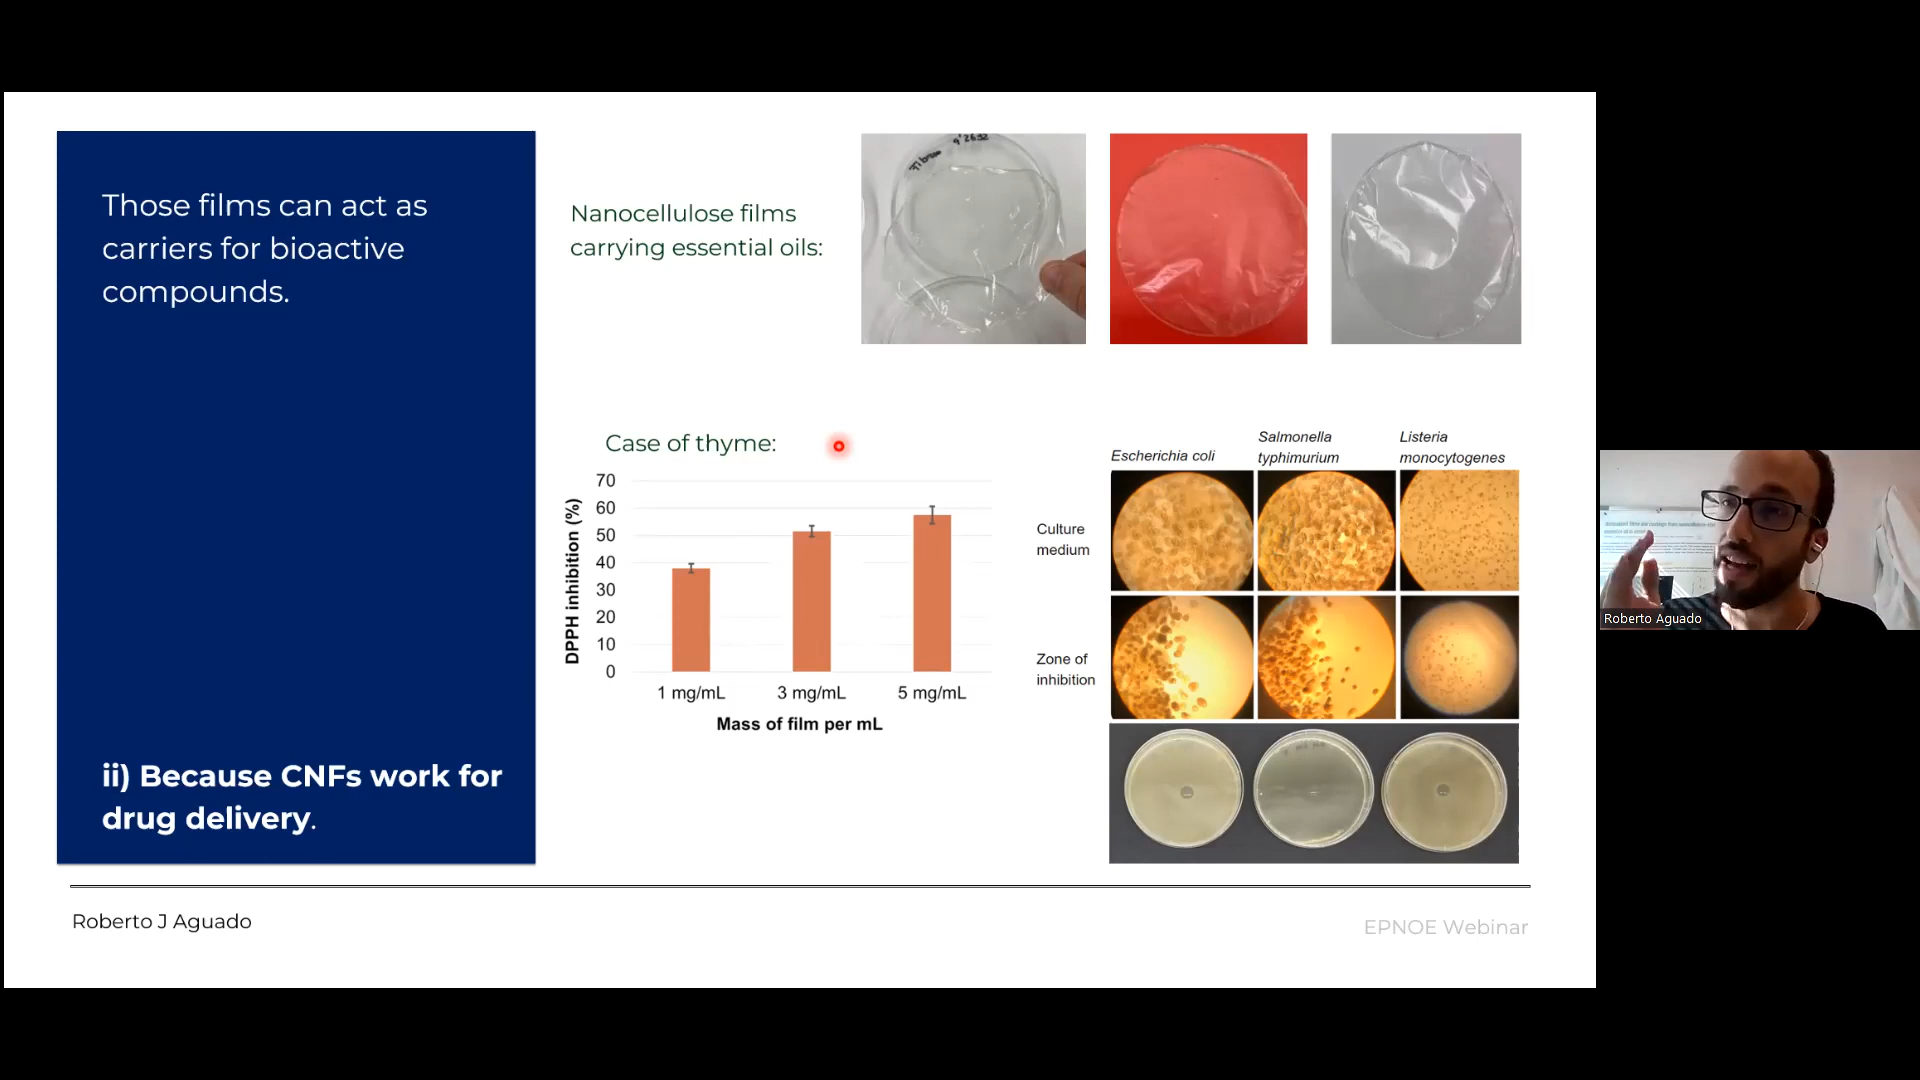 Those films can act as
carriers for bioactive
compounds.
ii) Because CNFs work for
drug delivery.
Nanocellulose films
carrying essential oils:
Case of thyme:
70
60
50
40
30
20
10
0
DPPH inhibition (%)
1 mg/mL
3 mg/mL
5 mg/mL
Mass of film per mL
Escherichia coli
Salmonella
typhimurium
Listeria
monocytogenes
Culture
medium
Zone of
inhibition
Roberto J Aguado
EPNOE Webinar
Roberto Aguado